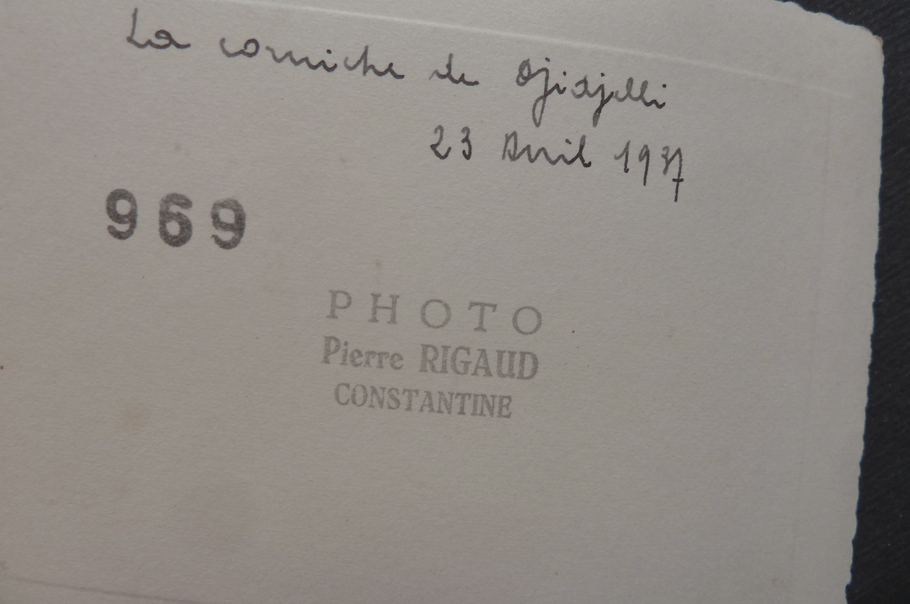 La corniche de Djidjelli
23 Avril 1937
969
PHOTO
Pierre RIGAUD
CONSTANTINE